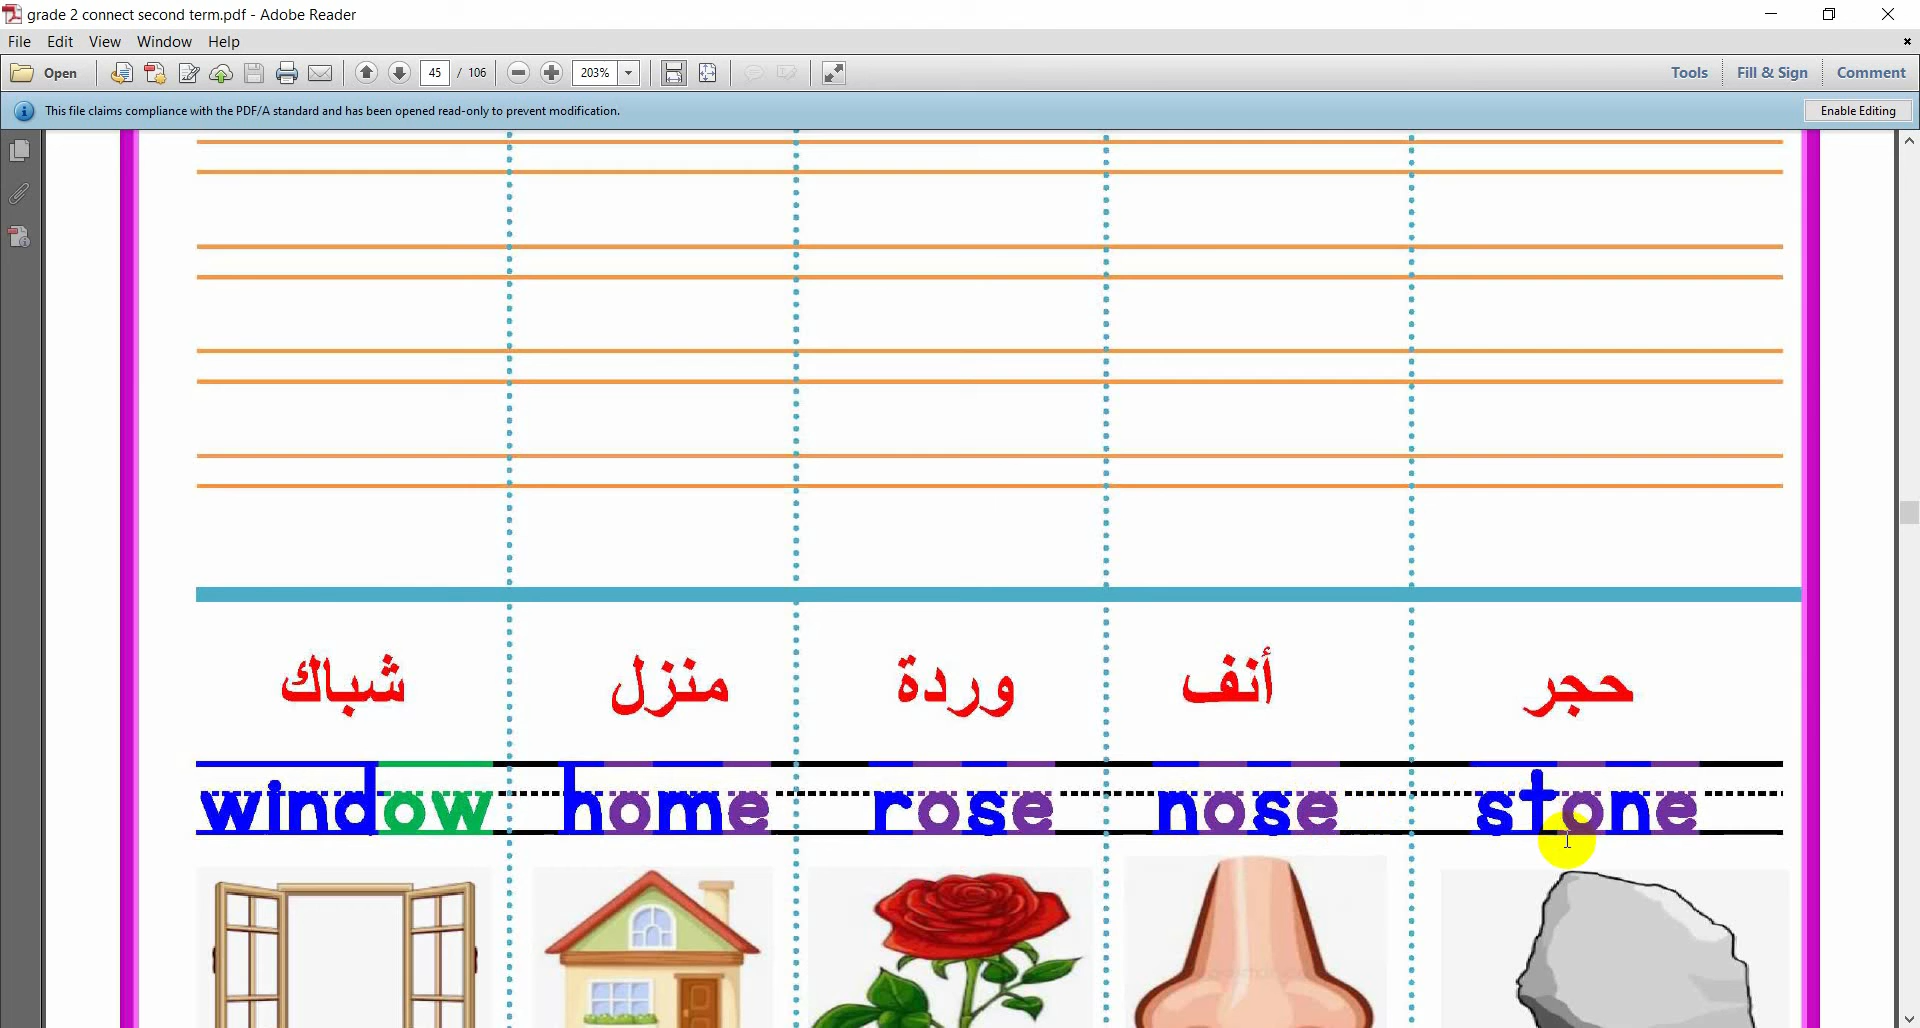 grade 2 connect second term.pdf - Adobe Reader
File Edit View Window Help
Open 45 / 106 203% Tools Fill & Sign Comment
This file claims compliance with the PDF/A standard and has been opened read-only to prevent modification. Enable Editing
شباك منزل وردة أنف حجر
window home rose nose stone